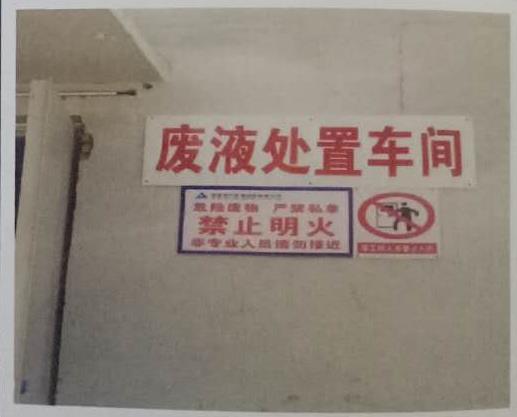 废液处置车间
危险废物 严禁私拿
禁止明火
非专业人员请勿接近